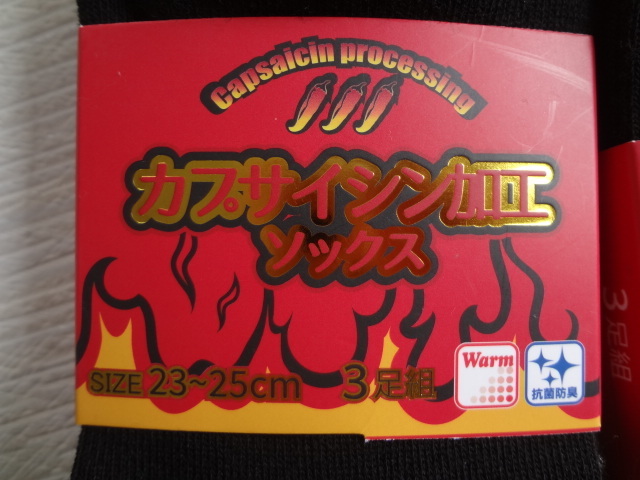 Capsaicin processing
カプサイシン加工
ソックス
SIZE 23~25cm 3足組
Warm
抗菌防臭
3足組